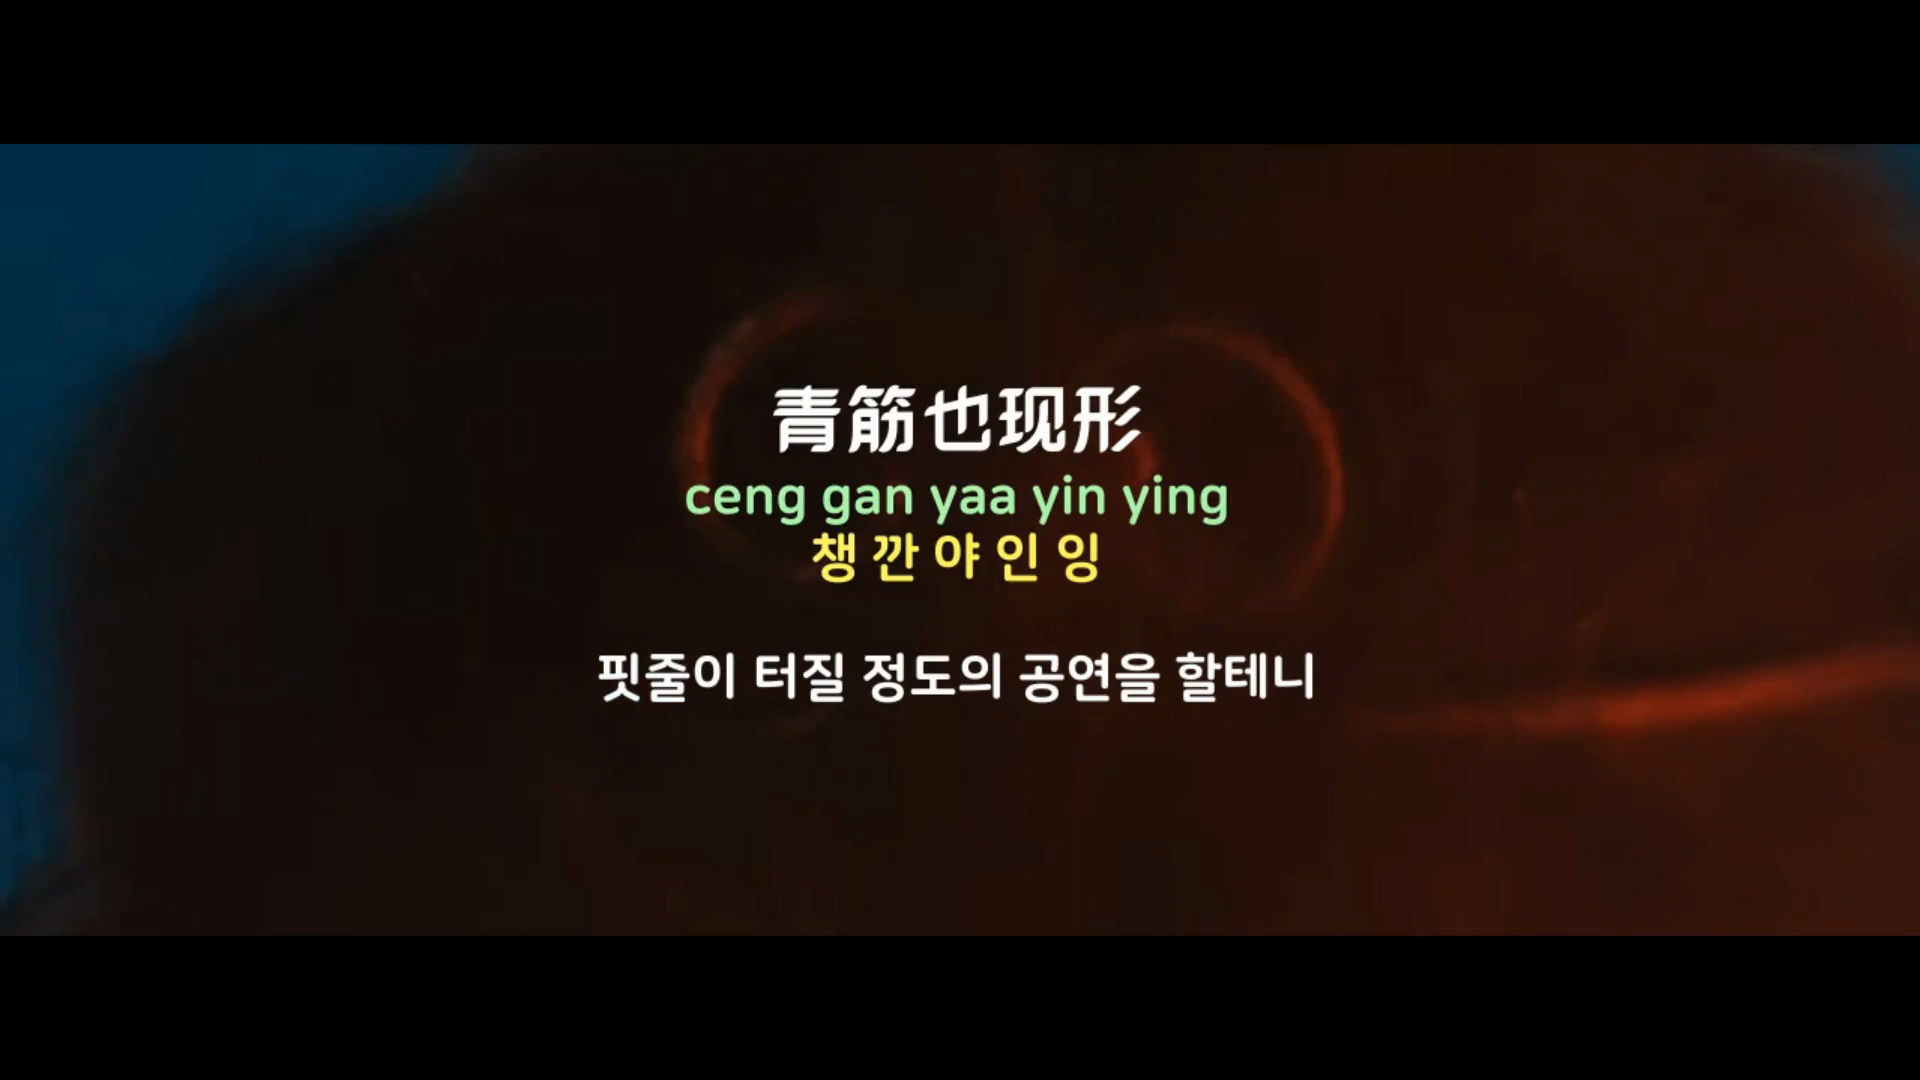 青筋也现形
ceng gan yaa yin ying
챙 깐 야 인 잉
핏줄이 터질 정도의 공연을 할테니